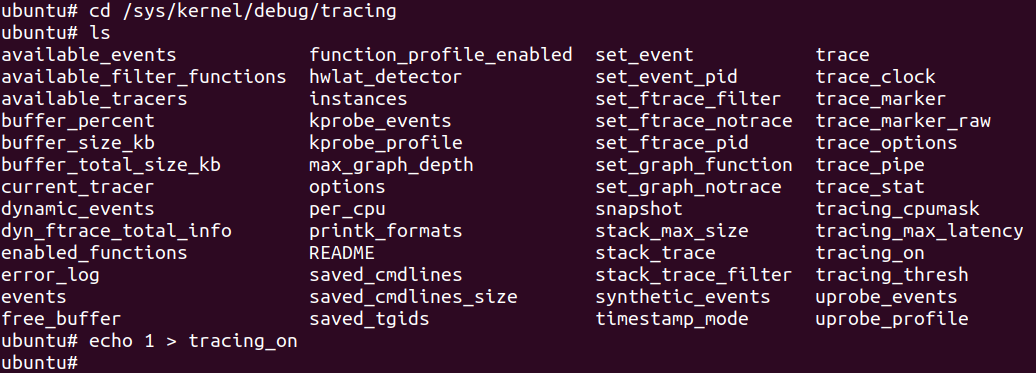 ubuntu# cd /sys/kernel/debug/tracing
ubuntu# ls
available_events function_profile_enabled set_event trace
available_filter_functions hwlat_detector set_event_pid trace_clock
available_tracers instances set_ftrace_filter trace_marker
buffer_percent kprobe_events set_ftrace_notrace trace_marker_raw
buffer_size_kb kprobe_profile set_ftrace_pid trace_options
buffer_total_size_kb max_graph_depth set_graph_function trace_pipe
current_tracer options set_graph_notrace trace_stat
dynamic_events per_cpu snapshot tracing_cpumask
dyn_ftrace_total_info printk_formats stack_max_size tracing_max_latency
enabled_functions README stack_trace tracing_on
error_log saved_cmdlines stack_trace_filter tracing_thresh
events saved_cmdlines_size synthetic_events uprobe_events
free_buffer saved_tgids timestamp_mode uprobe_profile
ubuntu# echo 1 > tracing_on
ubuntu#